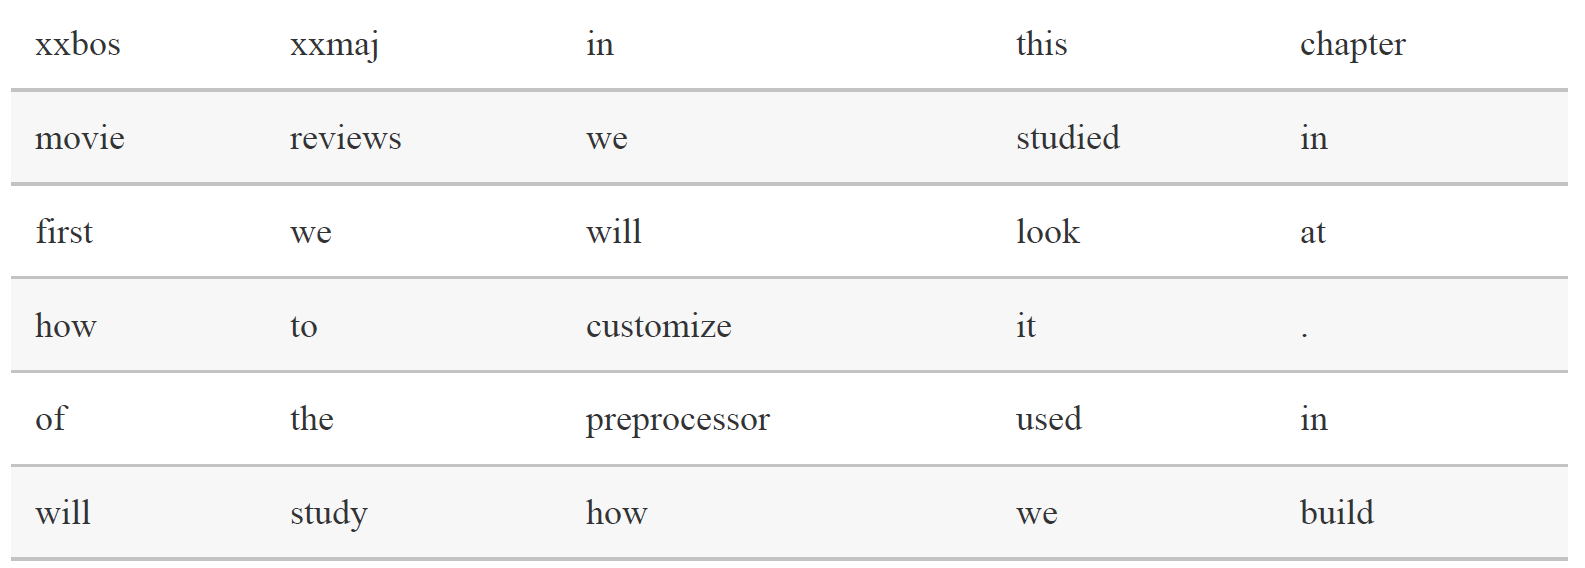 xxbos xxmaj in this chapter
movie reviews we studied in
first we will look at
how to customize it .
of the preprocessor used in
will study how we build